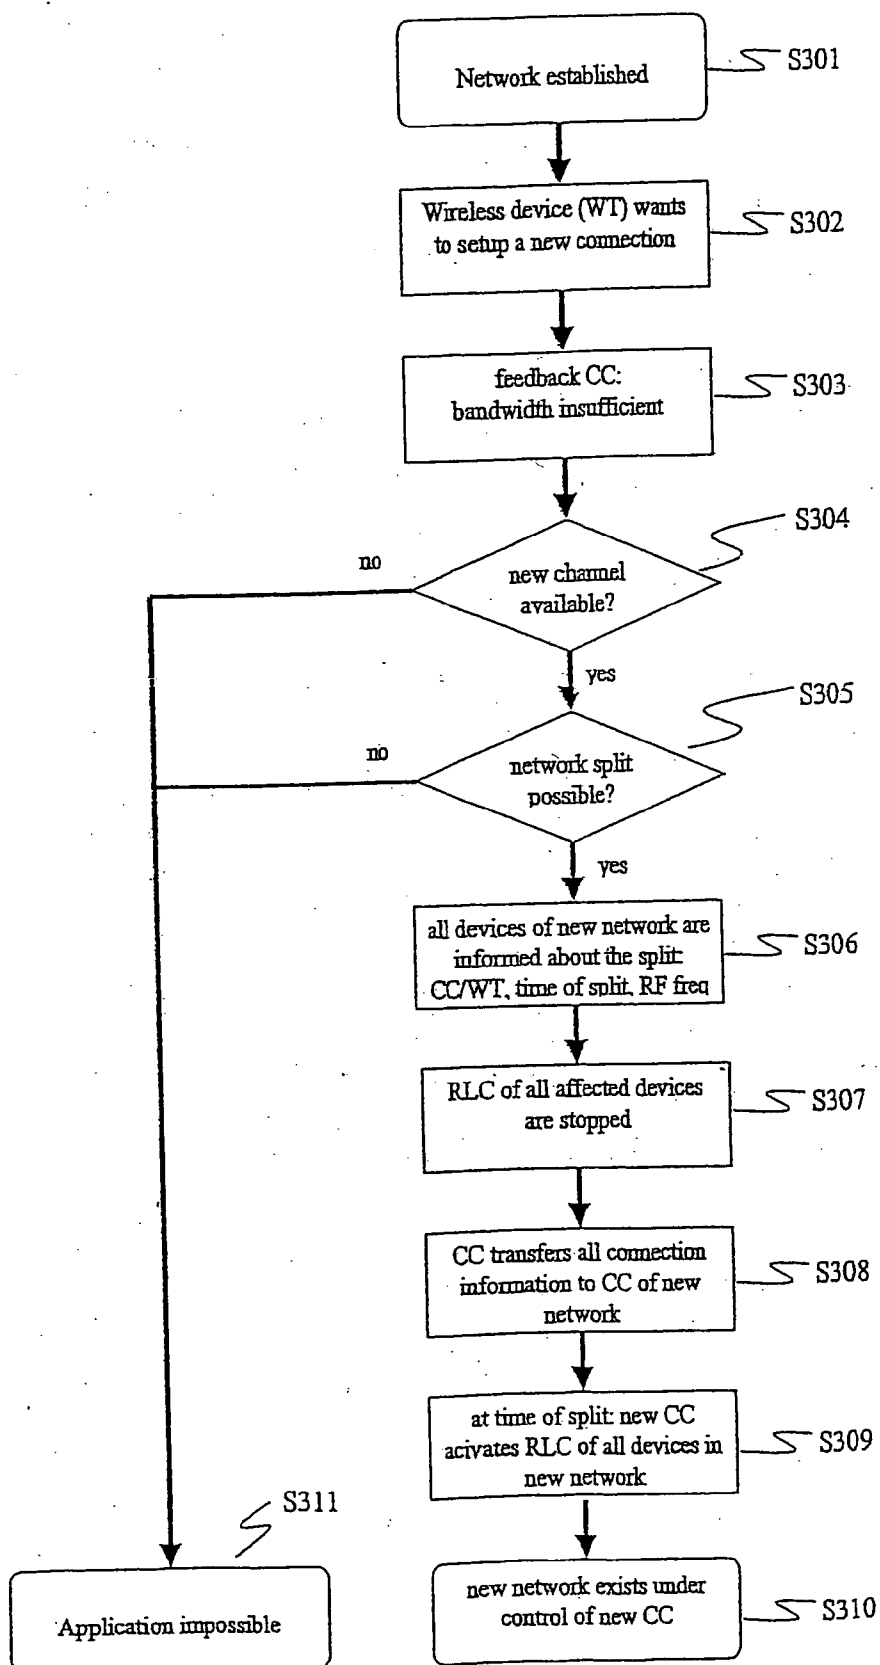 Network established
S301
Wireless device (WT) wants
to setup a new connection
S302
feedback CC:
bandwidth insufficient
S303
new channel
available?
S304
no
yes
network split
possible?
S305
no
yes
all devices of new network are
informed about the split:
CC/WT, time of split, RF freq
S306
RLC of all affected devices
are stopped
S307
CC transfers all connection
information to CC of new
network
S308
at time of split: new CC
acivates RLC of all devices in
new network
S309
new network exists under
control of new CC
S310
S311
Application impossible